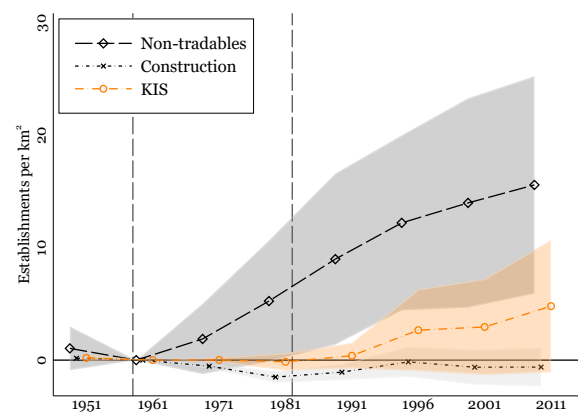 30
Non-tradables
Construction
KIS
20
Establishments per km²
10
0
1951 1961 1971 1981 1991 1996 2001 2011